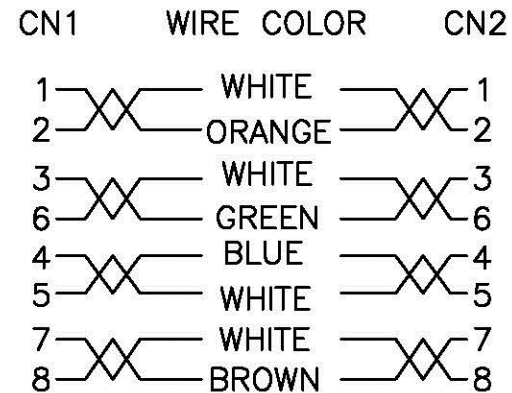 CN1 WIRE COLOR CN2
1 WHITE 1
2 ORANGE 2
3 WHITE 3
6 GREEN 6
4 BLUE 4
5 WHITE 5
7 WHITE 7
8 BROWN 8